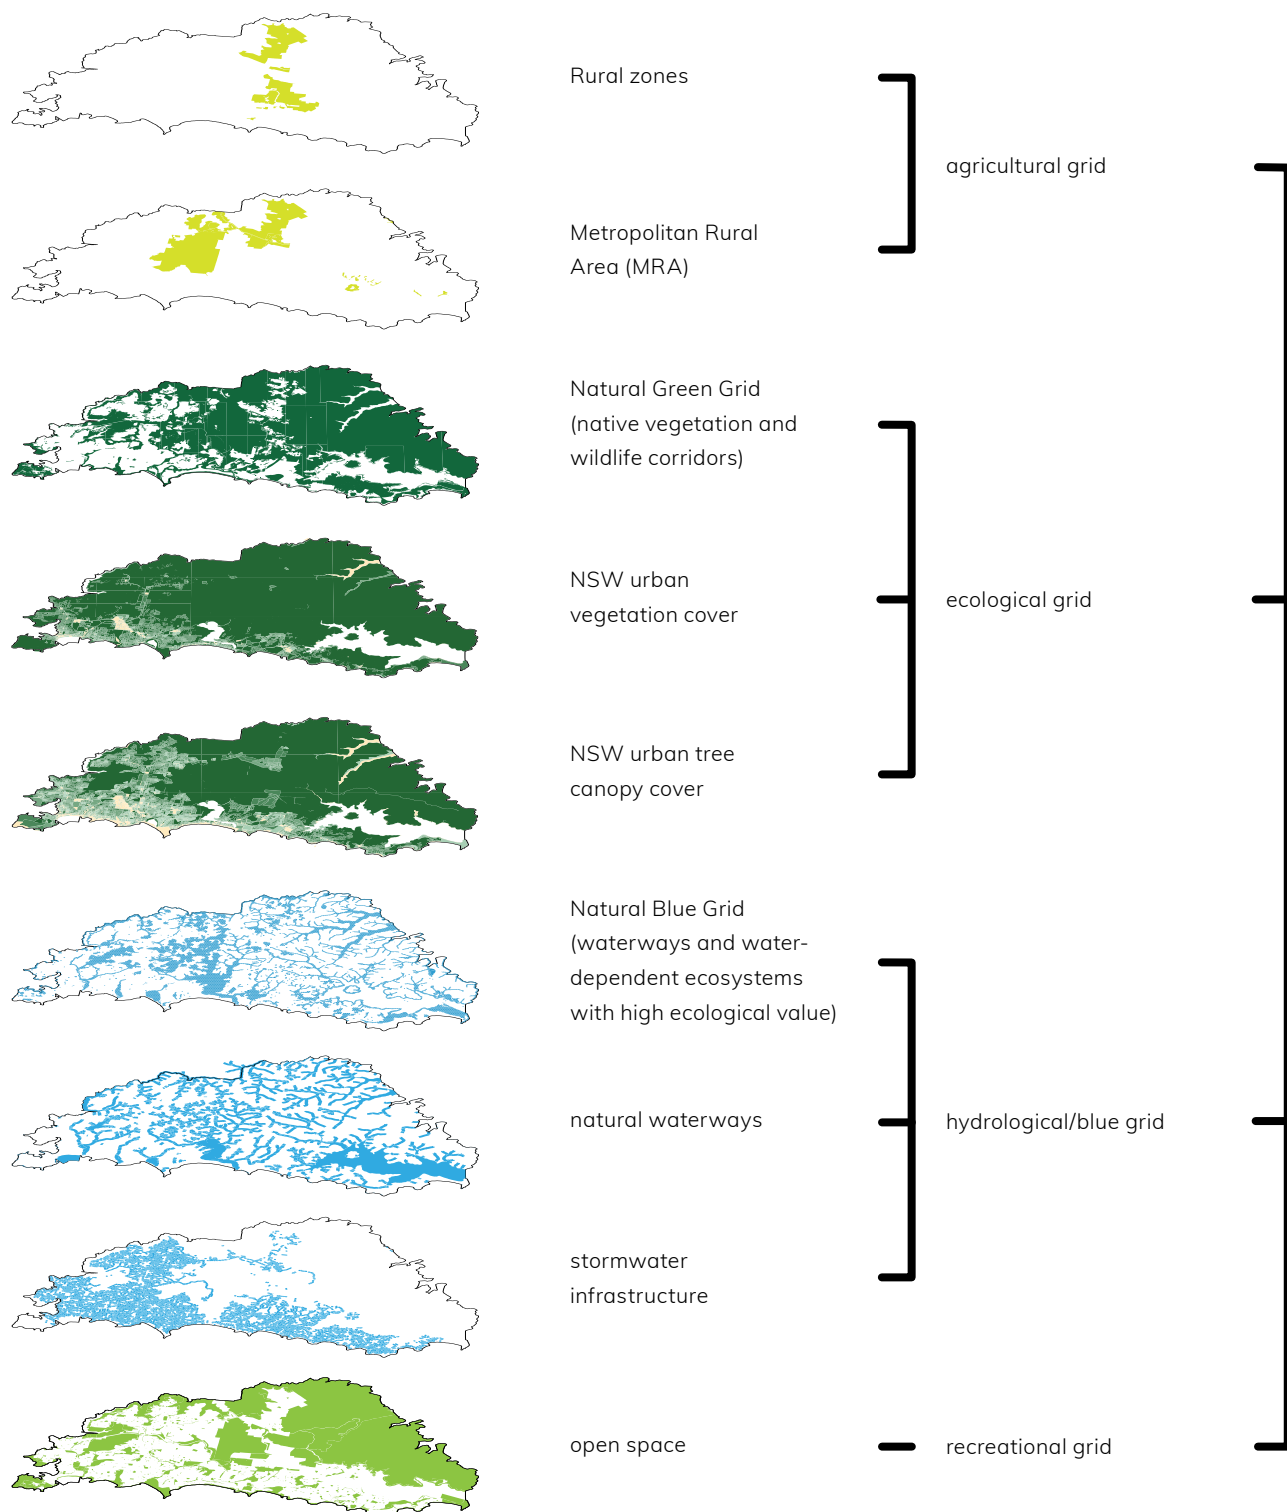 Rural zones
agricultural grid
Metropolitan Rural
Area (MRA)
Natural Green Grid
(native vegetation and
wildlife corridors)
NSW urban
vegetation cover
ecological grid
NSW urban tree
canopy cover
Natural Blue Grid
(waterways and water-
dependent ecosystems
with high ecological value)
natural waterways
hydrological/blue grid
stormwater
infrastructure
open space
recreational grid